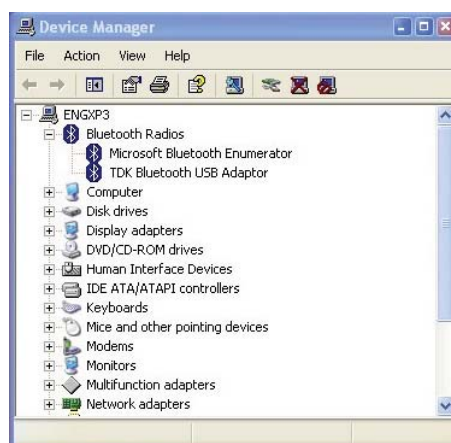 Device Manager
File Action View Help
ENGXP3
Bluetooth Radios
Microsoft Bluetooth Enumerator
TDK Bluetooth USB Adaptor
Computer
Disk drives
Display adapters
DVD/CD-ROM drives
Human Interface Devices
IDE ATA/ATAPI controllers
Keyboards
Mice and other pointing devices
Modems
Monitors
Multifunction adapters
Network adapters